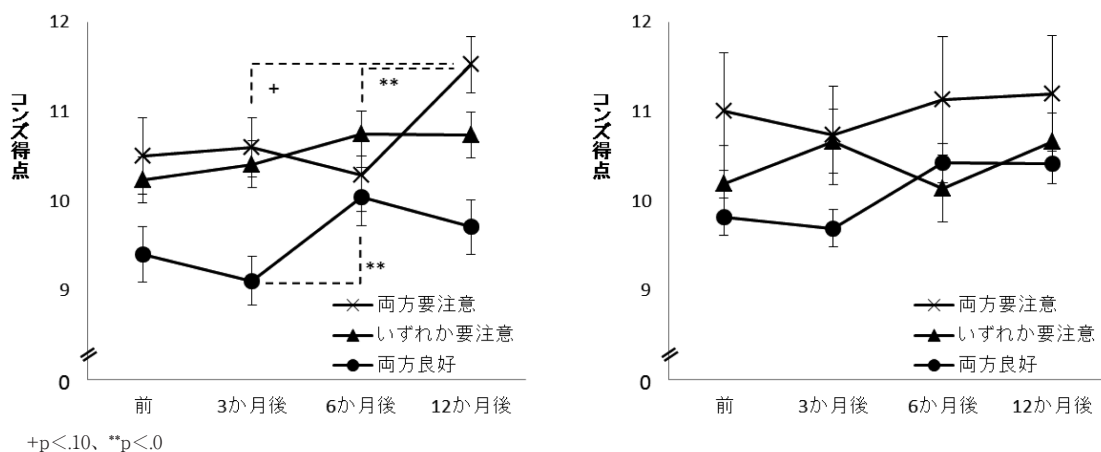 12
11
10
9
0
コンズ得点
+
**
**
両方要注意
いずれか要注意
両方良好
前
3か月後
6か月後
12か月後
+p<.10、**p<.0
12
11
10
9
0
コンズ得点
両方要注意
いずれか要注意
両方良好
前
3か月後
6か月後
12か月後